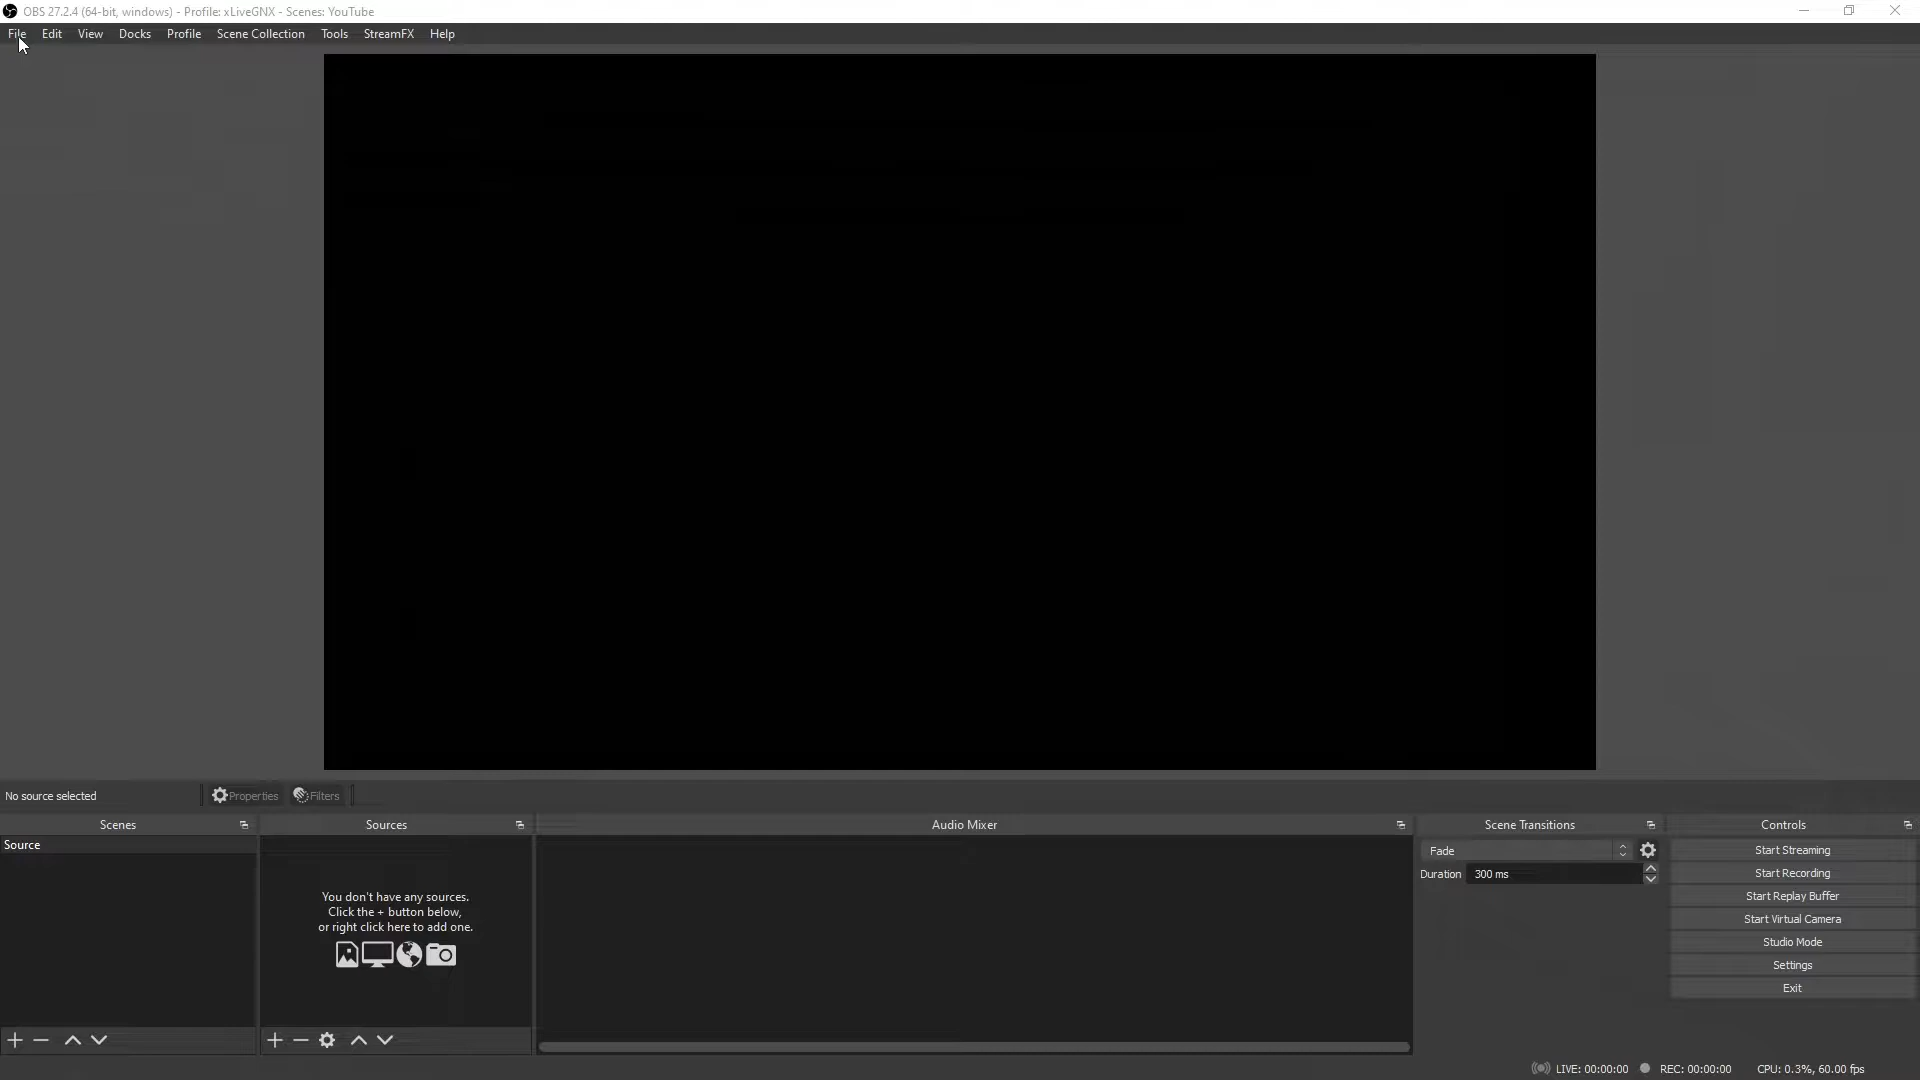 OBS 27.2.4 (64-bit, windows) - Profile: xLiveGNX - Scenes: YouTube
File Edit View Docks Profile Scene Collection Tools StreamFX Help
No source selected Properties Filters
Scenes Sources Audio Mixer Scene Transitions Controls
Source
You don't have any sources.
Click the + button below,
or right click here to add one.
Fade
Duration 300 ms
Start Streaming
Start Recording
Start Replay Buffer
Start Virtual Camera
Studio Mode
Settings
Exit
LIVE: 00:00:00 REC: 00:00:00 CPU: 0.3%, 60.00 fps